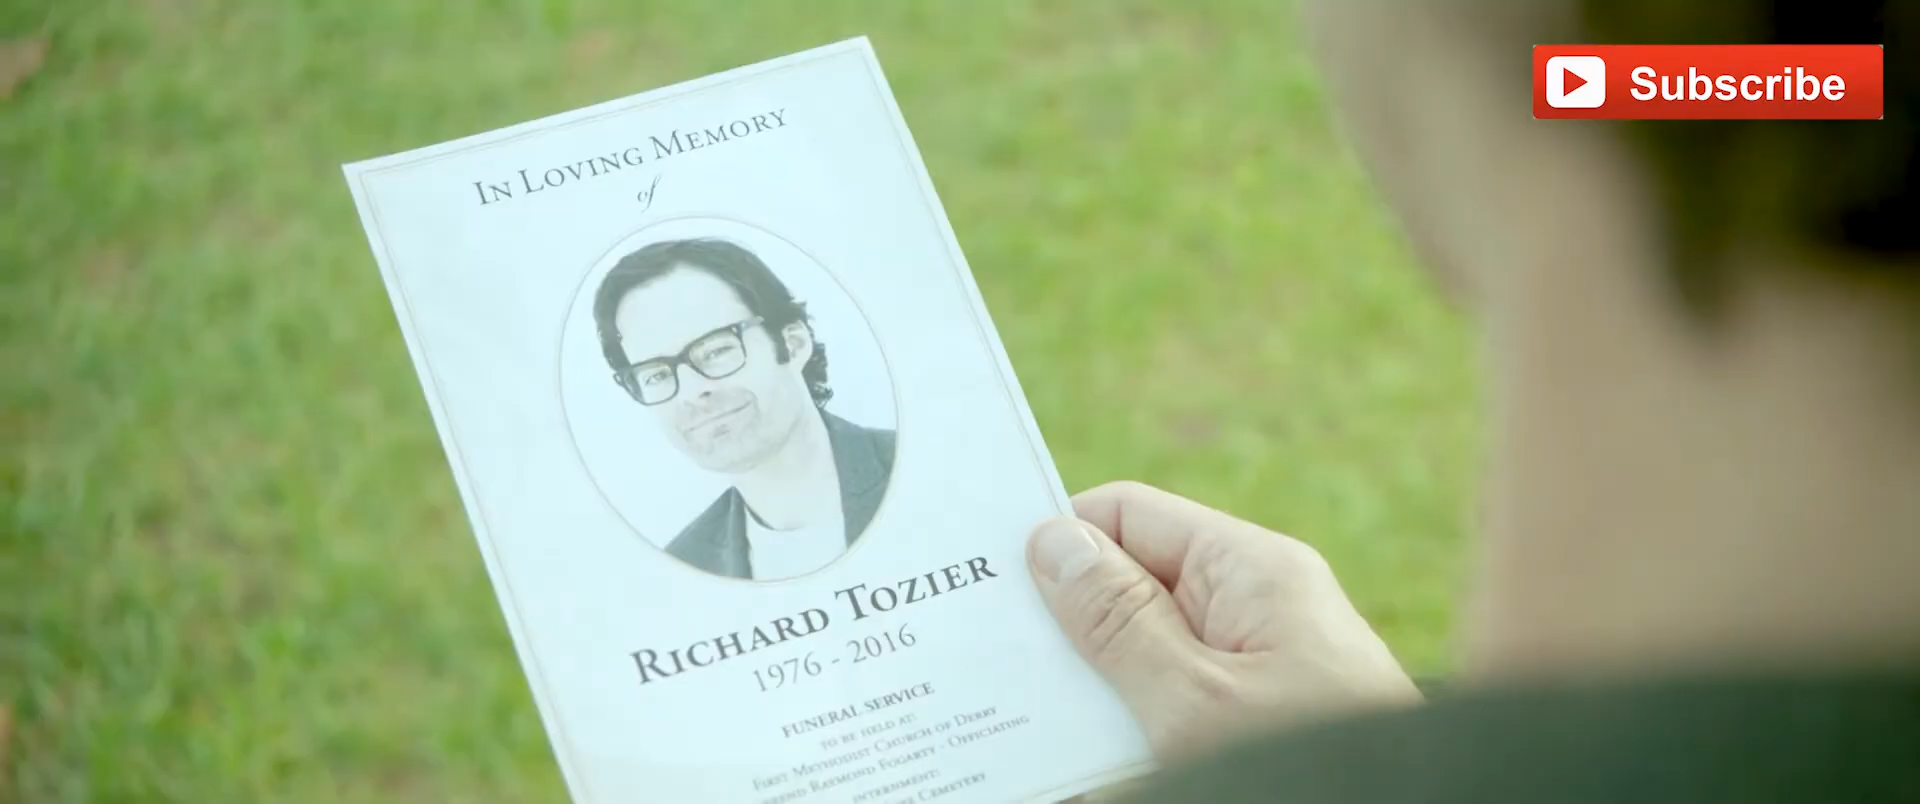 Subscribe
IN LOVING MEMORY
of
RICHARD TOZIER
1976 - 2016
FUNERAL SERVICE
TO BE HELD AT:
FIRST METHODIST CHURCH OF DERRY
RAYMOND FOGARTY - OFFICIATING
INTERNMENT:
CEMETERY